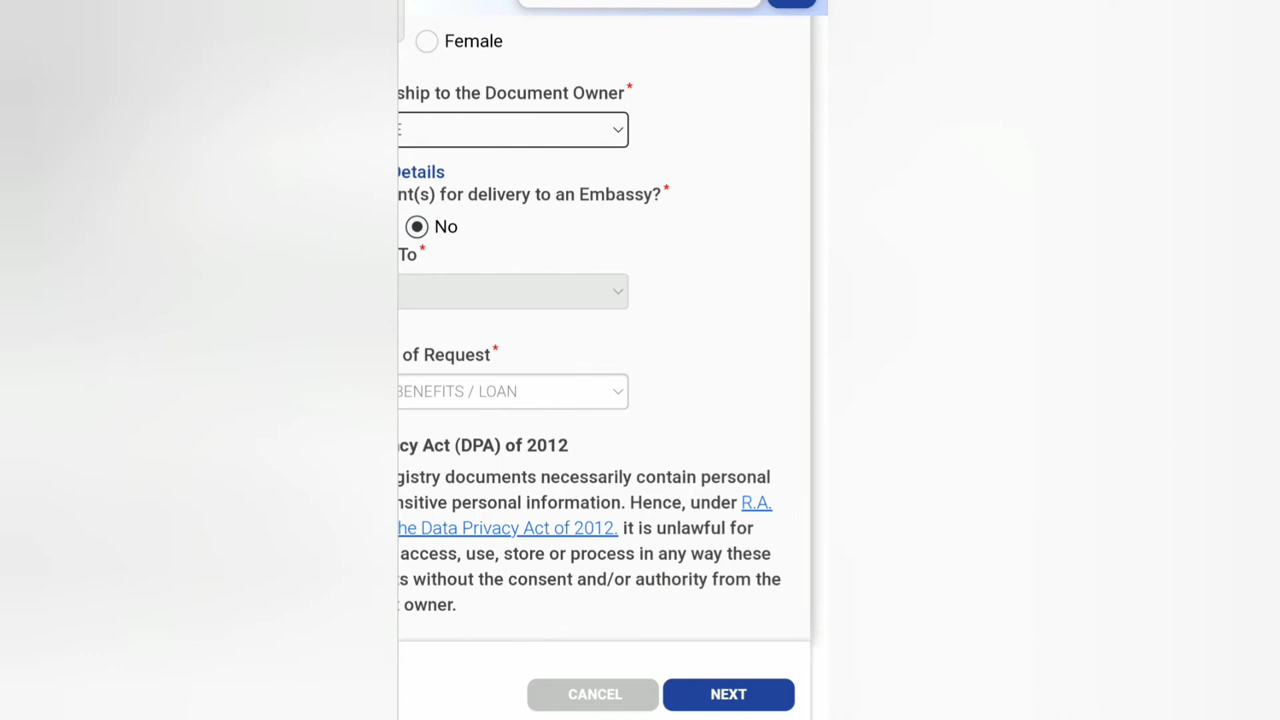 Female
ship to the Document Owner*
E
Details
nt(s) for delivery to an Embassy?*
No
To*
of Request*
BENEFITS / LOAN
cy Act (DPA) of 2012
gistry documents necessarily contain personal
nsitive personal information. Hence, under R.A.
he Data Privacy Act of 2012. it is unlawful for
access, use, store or process in any way these
s without the consent and/or authority from the
owner.
CANCEL NEXT